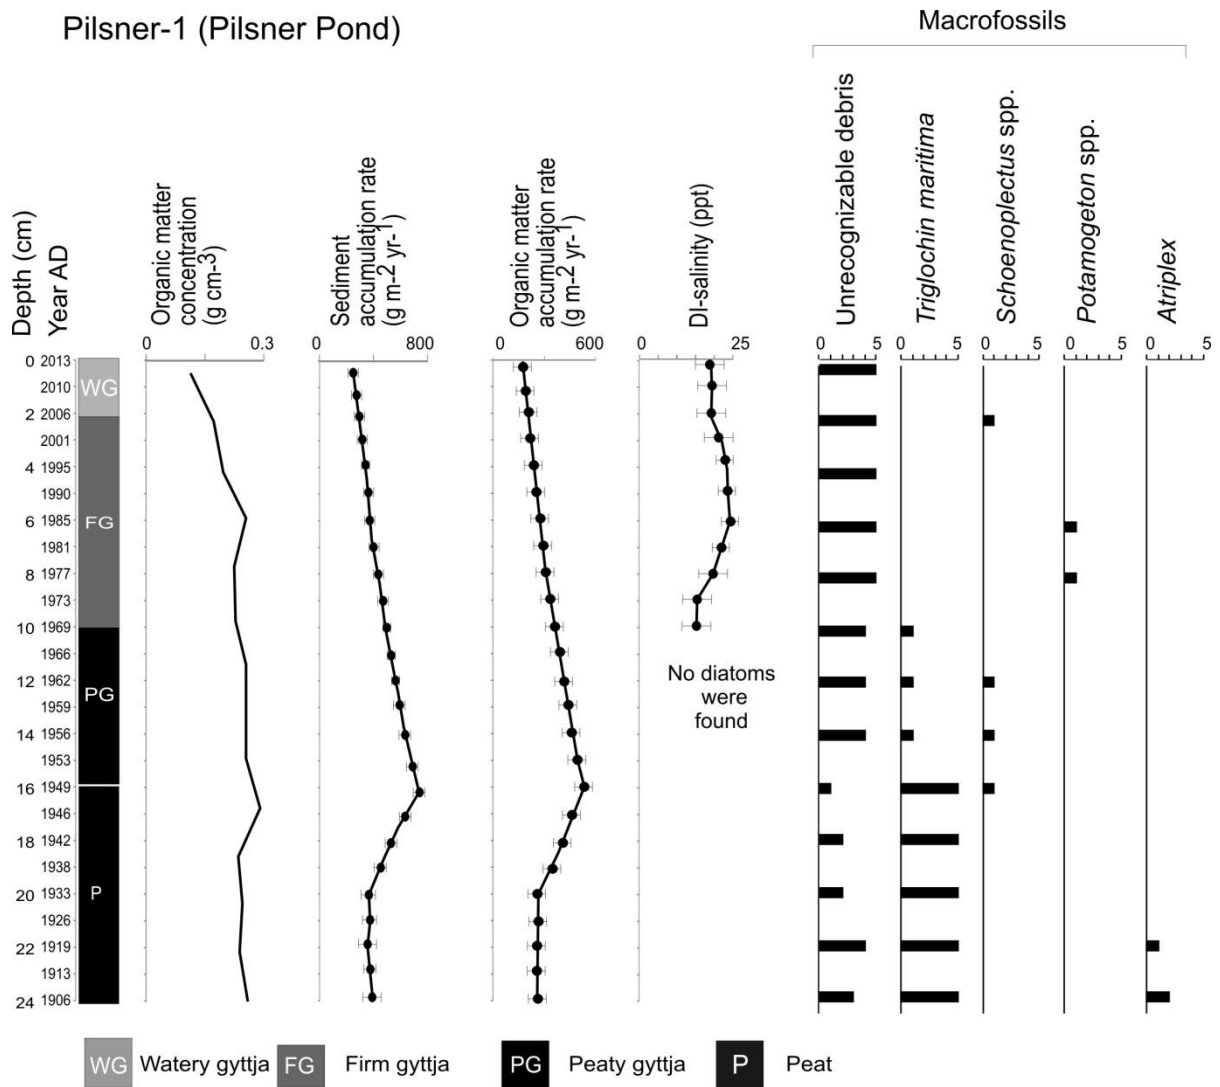 Pilsner-1 (Pilsner Pond)
Macrofossils
Depth (cm)
Year AD
Organic matter
concentration
(g cm-³)
Sediment
accumulation rate
(g m-2 yr-¹)
Organic matter
accumulation rate
(g m-2 yr-¹)
DI-salinity (ppt)
Unrecognizable debris
Triglochin maritima
Schoenoplectus spp.
Potamogeton spp.
Atriplex
0 0.3 0 800 0 600 0 25 0 5 0 5 0 5 0 5 0 5
0 2013
2010
2 2006
2001
4 1995
1990
6 1985
1981
8 1977
1973
10 1969
1966
12 1962
1959
14 1956
1953
16 1949
1946
18 1942
1938
20 1933
1926
22 1919
1913
24 1906
WG
FG
PG
P
No diatoms
were
found
WG Watery gyttja FG Firm gyttja PG Peaty gyttja P Peat